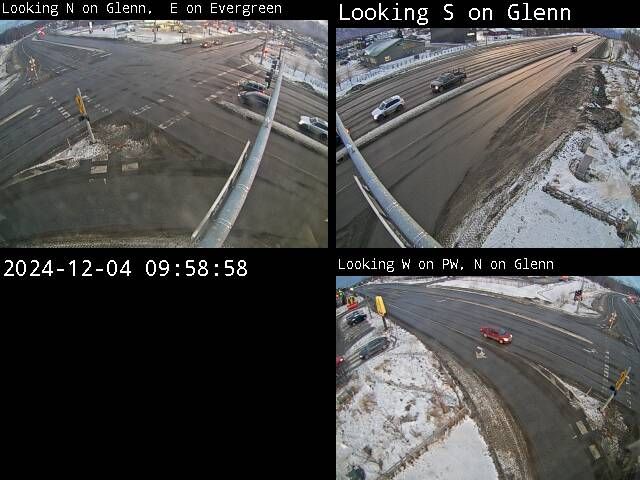 Looking N on Glenn,  E on Evergreen
Looking S on Glenn
2024-12-04 09:58:58
Looking W on PW, N on Glenn